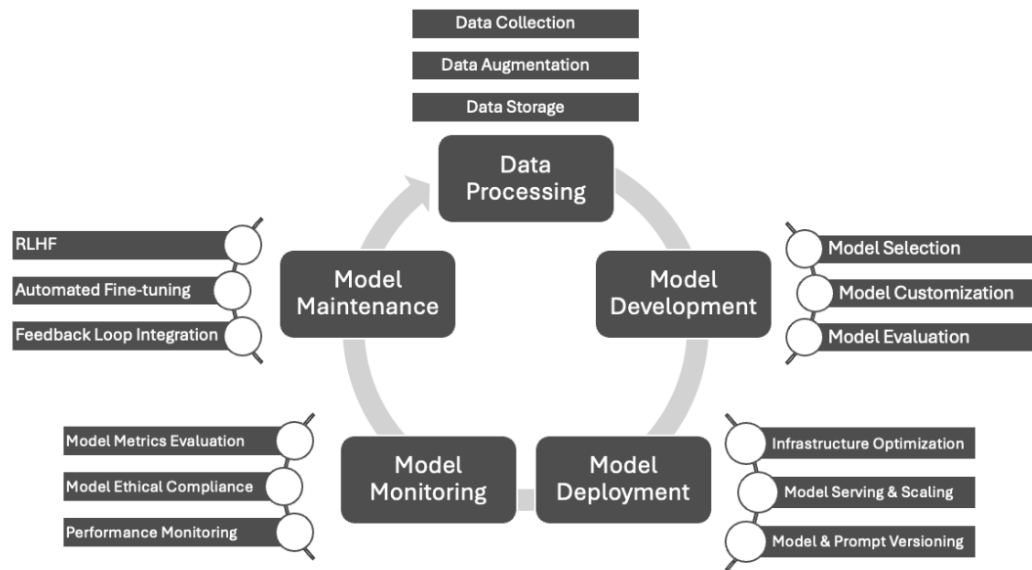 Data Collection
Data Augmentation
Data Storage
Data
Processing
Model
Development
Model Selection
Model Customization
Model Evaluation
Model
Deployment
Infrastructure Optimization
Model Serving & Scaling
Model & Prompt Versioning
Model
Monitoring
Model Metrics Evaluation
Model Ethical Compliance
Performance Monitoring
Model
Maintenance
RLHF
Automated Fine-tuning
Feedback Loop Integration